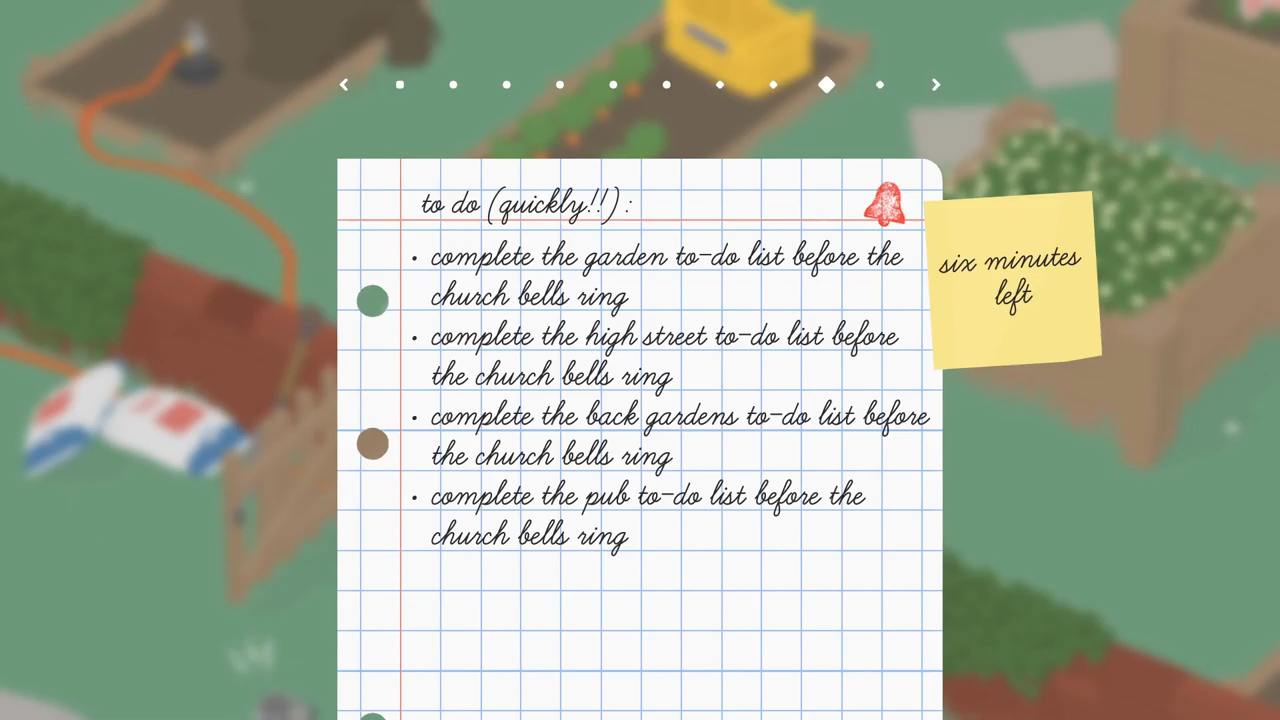 to do (quickly!!) :
• complete the garden to-do list before the
church bells ring
• complete the high street to-do list before
the church bells ring
• complete the back gardens to-do list before
the church bells ring
• complete the pub to-do list before the
church bells ring
six minutes
left